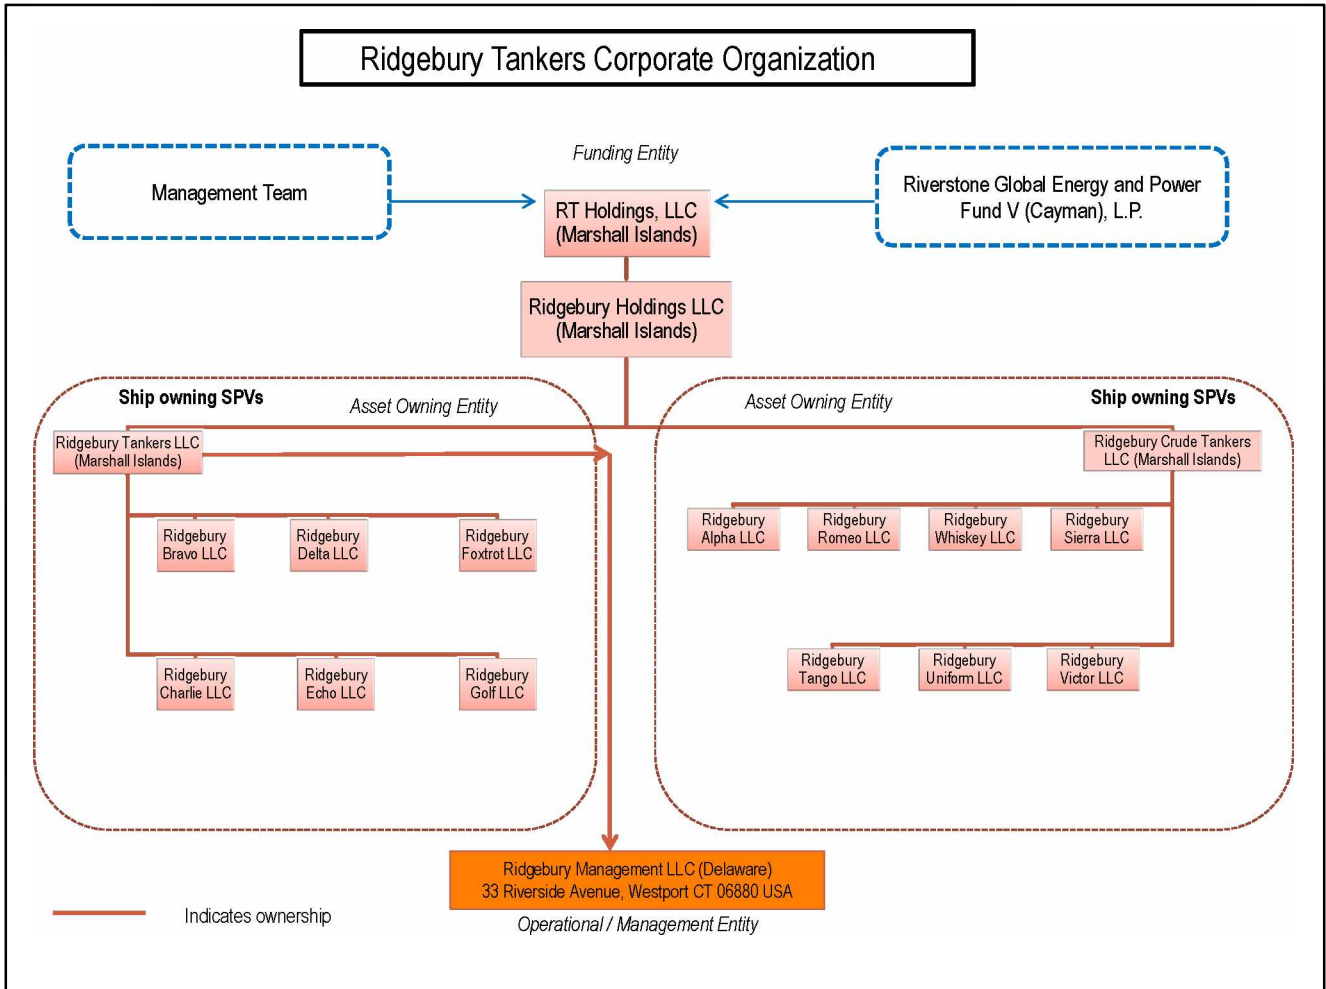 Ridgebury Tankers Corporate Organization
Funding Entity
Management Team
RT Holdings, LLC
(Marshall Islands)
Riverstone Global Energy and Power
Fund V (Cayman), L.P.
Ridgebury Holdings LLC
(Marshall Islands)
Ship owning SPVs
Asset Owning Entity
Asset Owning Entity
Ship owning SPVs
Ridgebury Tankers LLC
(Marshall Islands)
Ridgebury Crude Tankers
LLC (Marshall Islands)
Ridgebury
Bravo LLC
Ridgebury
Delta LLC
Ridgebury
Foxtrot LLC
Ridgebury
Alpha LLC
Ridgebury
Romeo LLC
Ridgebury
Whiskey LLC
Ridgebury
Sierra LLC
Ridgebury
Charlie LLC
Ridgebury
Echo LLC
Ridgebury
Golf LLC
Ridgebury
Tango LLC
Ridgebury
Uniform LLC
Ridgebury
Victor LLC
Ridgebury Management LLC (Delaware)
33 Riverside Avenue, Westport CT 06880 USA
Indicates ownership
Operational / Management Entity